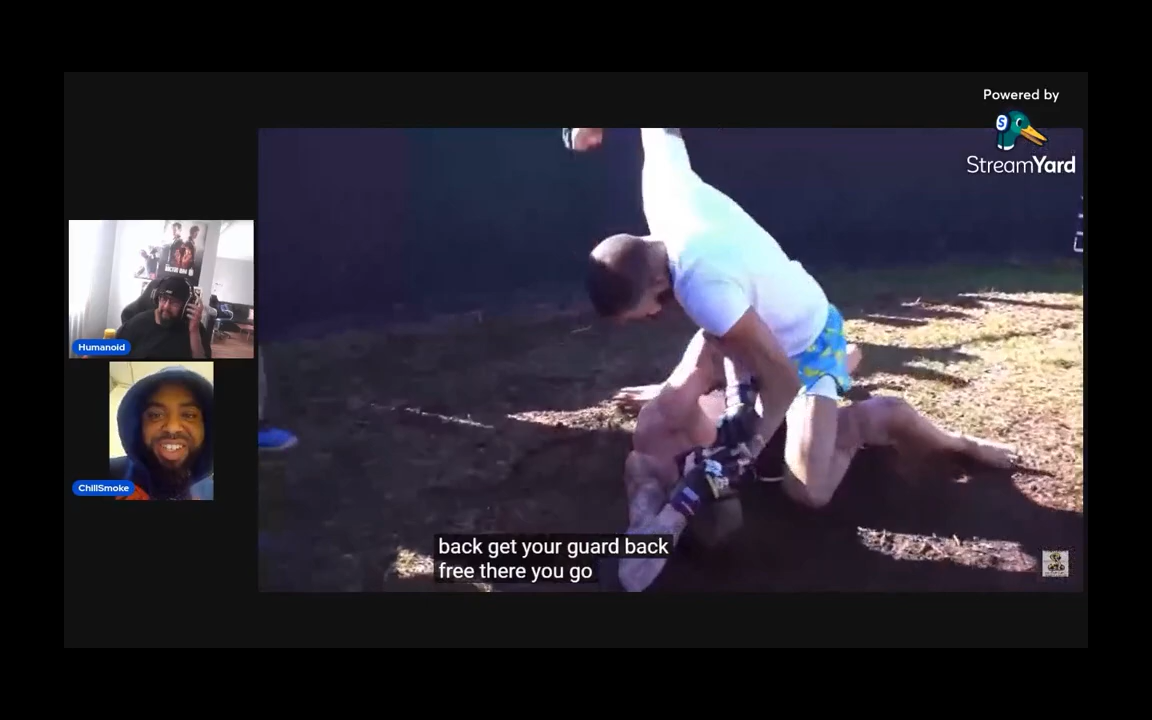 Powered by
StreamYard
Humanoid
ChillSmoke
back get your guard back
free there you go